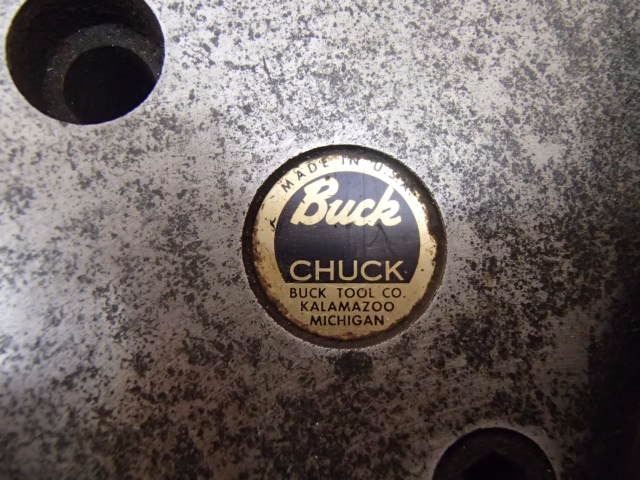 MADE IN U.S.A.
Buck
CHUCK
BUCK TOOL CO.
KALAMAZOO
MICHIGAN